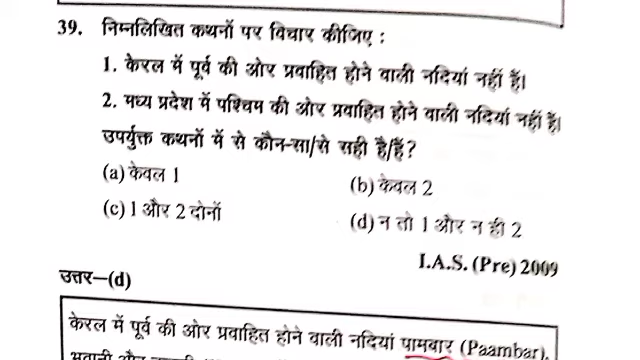 39. निम्नलिखित कथनों पर विचार कीजिए :
1. केरल में पूर्व की ओर प्रवाहित होने वाली नदियां नहीं हैं।
2. मध्य प्रदेश में पश्चिम की ओर प्रवाहित होने वाली नदियां नहीं हैं।
उपर्युक्त कथनों में से कौन-सा/से सही है/हैं?
(a) केवल 1 (b) केवल 2
(c) 1 और 2 दोनों (d) न तो 1 और न ही 2
I.A.S. (Pre) 2009
उत्तर—(d)
केरल में पूर्व की ओर प्रवाहित होने वाली नदियां पामबार (Paambar),
भवानी और